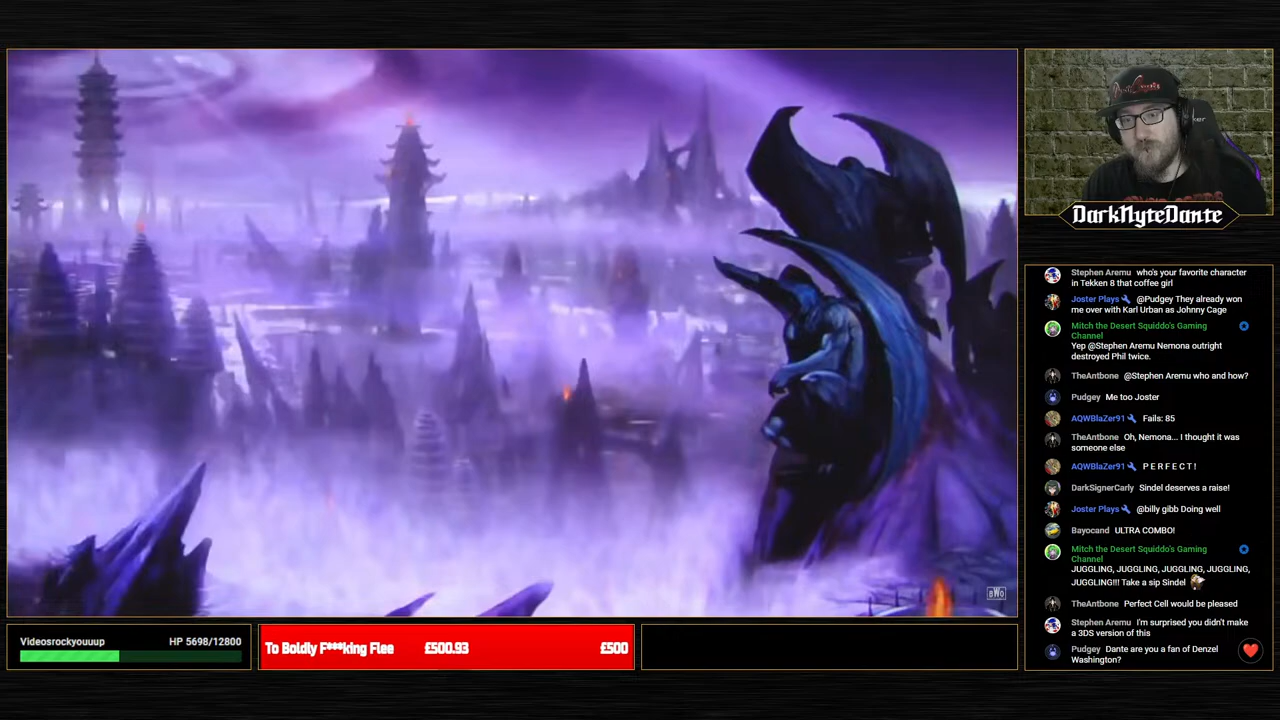 DarkNyteDante
Stephen Aremu who's your favorite character
in Tekken 8 that coffee girl
Joster Plays @Pudgey They already won
me over with Karl Urban as Johnny Cage
Mitch the Desert Squiddo's Gaming
Channel
Yep @Stephen Aremu Nemona outright
destroyed Phil twice.
TheAntbone @Stephen Aremu who and how?
Pudgey Me too Joster
AQWBlaZer91 Fails: 85
TheAntbone Oh, Nemona... I thought it was
someone else
AQWBlaZer91 P E R F E C T !
DarkSignerCarly Sindel deserves a raise!
Joster Plays @billy gibb Doing well
Bayocand ULTRA COMBO!
Mitch the Desert Squiddo's Gaming
Channel
JUGGLING, JUGGLING, JUGGLING, JUGGLING,
JUGGLING!!! Take a sip Sindel
TheAntbone Perfect Cell would be pleased
Stephen Aremu I'm surprised you didn't make
a 3DS version of this
Pudgey Dante are you a fan of Denzel
Washington?
BWO
Videosrockyouuup HP 5698/12800
To Boldly F***king Flee £500.93 £500